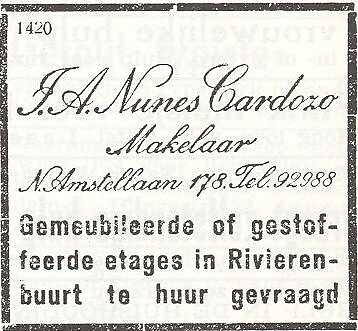 1420
J. A. Nunes Cardozo
Makelaar
N. Amstellaan 178. Tel. 92988
Gemeubileerde of gestof-
feerde etages in Rivieren-
buurt te huur gevraagd